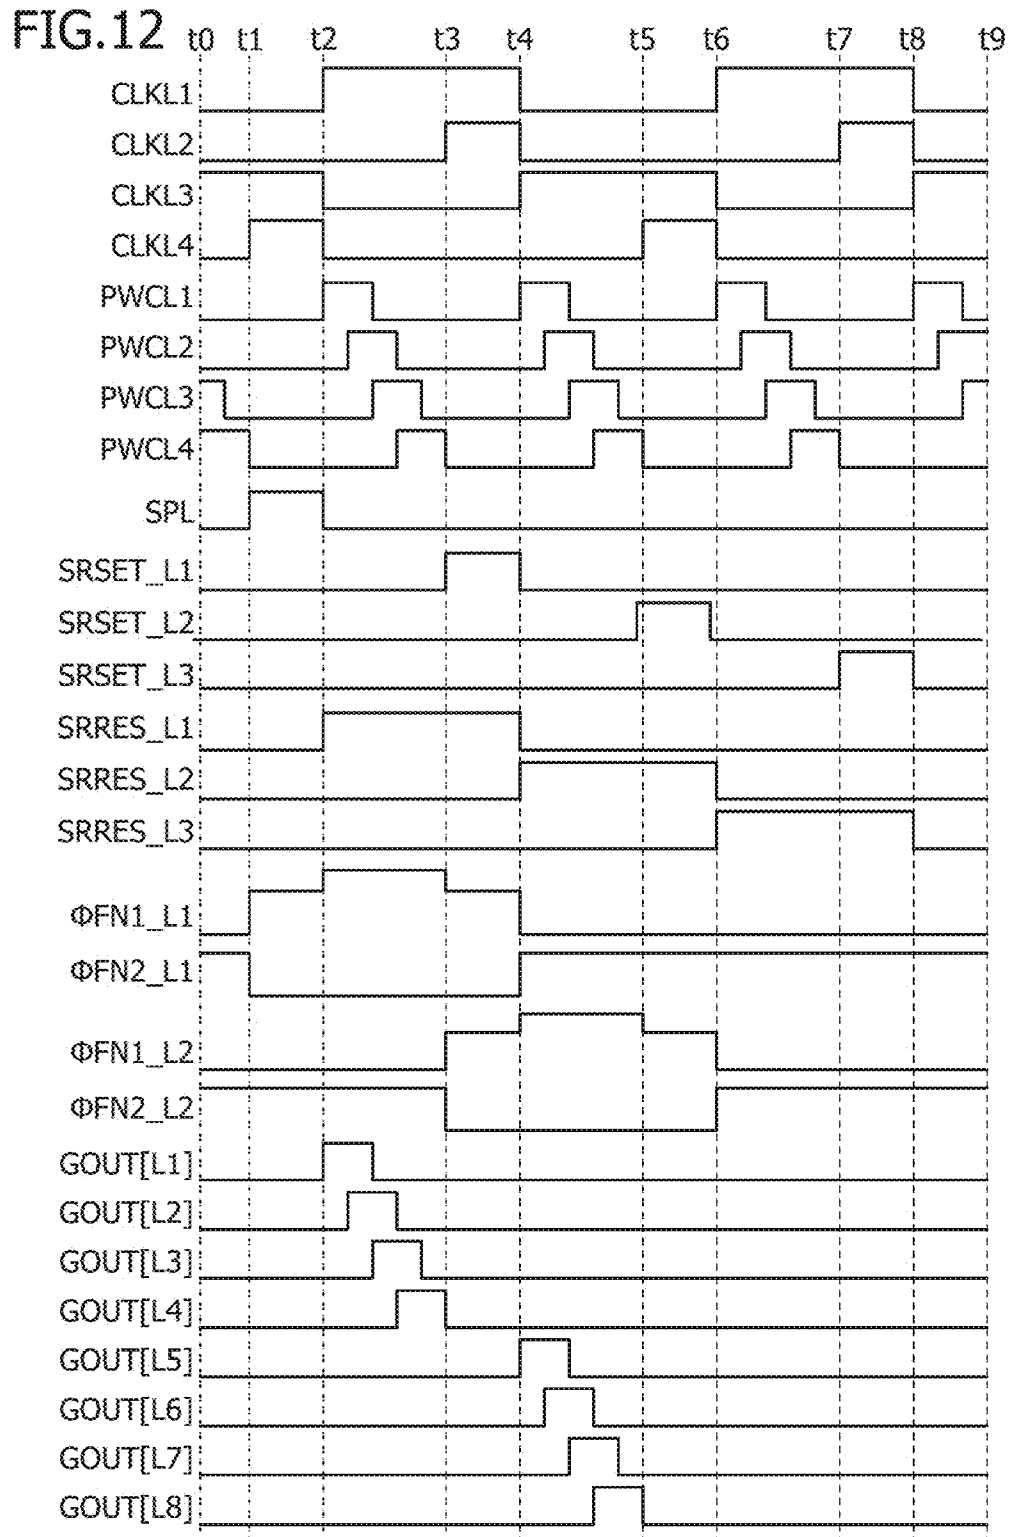 FIG.12
t0 t1 t2 t3 t4 t5 t6 t7 t8 t9
CLKL1
CLKL2
CLKL3
CLKL4
PWCL1
PWCL2
PWCL3
PWCL4
SPL
SRSET_L1
SRSET_L2
SRSET_L3
SRRES_L1
SRRES_L2
SRRES_L3
ΦFN1_L1
ΦFN2_L1
ΦFN1_L2
ΦFN2_L2
GOUT[L1]
GOUT[L2]
GOUT[L3]
GOUT[L4]
GOUT[L5]
GOUT[L6]
GOUT[L7]
GOUT[L8]